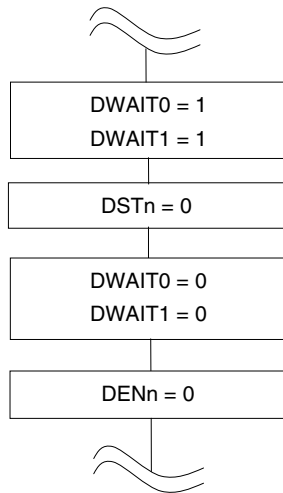 DWAIT0 = 1
DWAIT1 = 1
DSTn = 0
DWAIT0 = 0
DWAIT1 = 0
DENn = 0